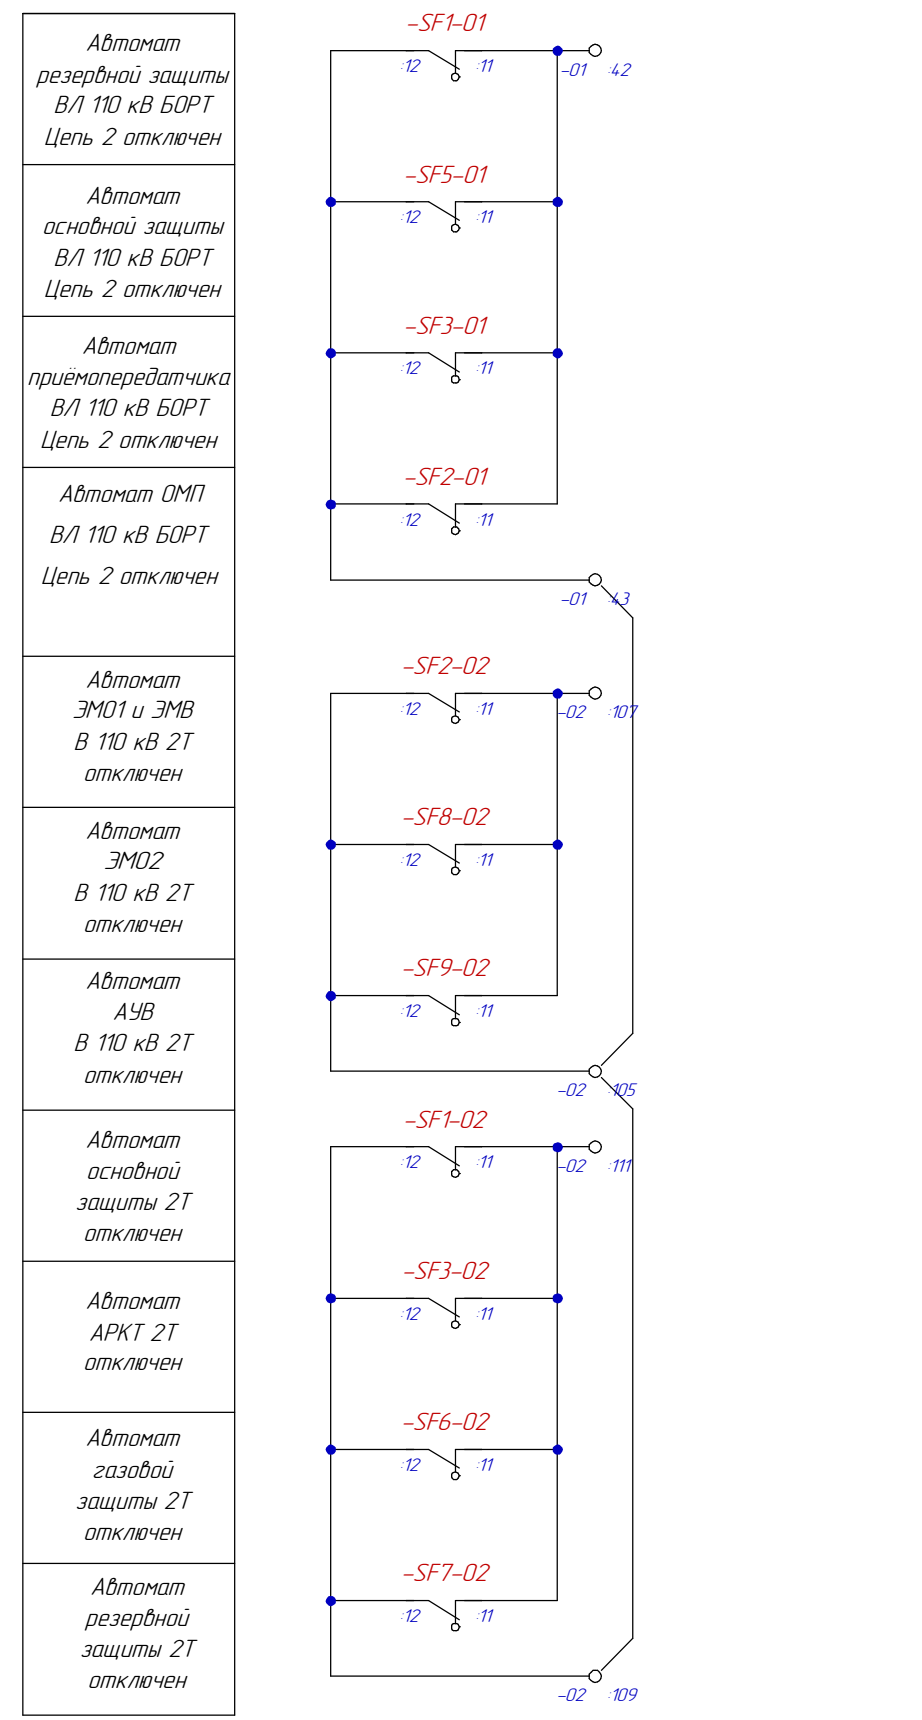 Автомат
резервной защиты
ВЛ 110 кВ БОРТ
Цепь 2 отключен
-SF1-01
:12 :11
-01 :42
Автомат
основной защиты
ВЛ 110 кВ БОРТ
Цепь 2 отключен
-SF5-01
:12 :11
Автомат
приёмопередатчика
ВЛ 110 кВ БОРТ
Цепь 2 отключен
-SF3-01
:12 :11
Автомат ОМП
ВЛ 110 кВ БОРТ
Цепь 2 отключен
-SF2-01
:12 :11
-01 :43
Автомат
ЭМО1 и ЭМВ
В 110 кВ 2Т
отключен
-SF2-02
:12 :11
-02 :107
Автомат
ЭМО2
В 110 кВ 2Т
отключен
-SF8-02
:12 :11
Автомат
АУВ
В 110 кВ 2Т
отключен
-SF9-02
:12 :11
-02 :105
Автомат
основной
защиты 2Т
отключен
-SF1-02
:12 :11
-02 :111
Автомат
АРКТ 2Т
отключен
-SF3-02
:12 :11
Автомат
газовой
защиты 2Т
отключен
-SF6-02
:12 :11
Автомат
резервной
защиты 2Т
отключен
-SF7-02
:12 :11
-02 :109